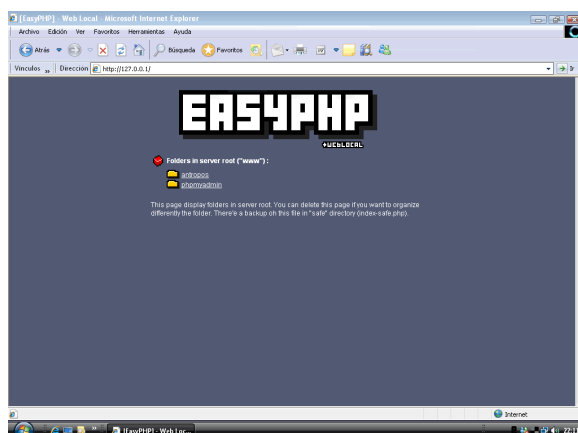 [EasyPHP] - Web Local - Microsoft Internet Explorer
Archivo Edición Ver Favoritos Herramientas Ayuda
Atrás Búsqueda Favoritos
Vínculos » Dirección http://127.0.0.1/
EASYPHP
+WEBLOCAL
Folders in server root ("www") :
antropos
phpmyadmin
This page display folders in server root. You can delete this page if you want to organize
differently the folder. There'e a backup oh this file in "safe" directory (index-safe.php).
Internet
[EasyPHP] - Web Loc...